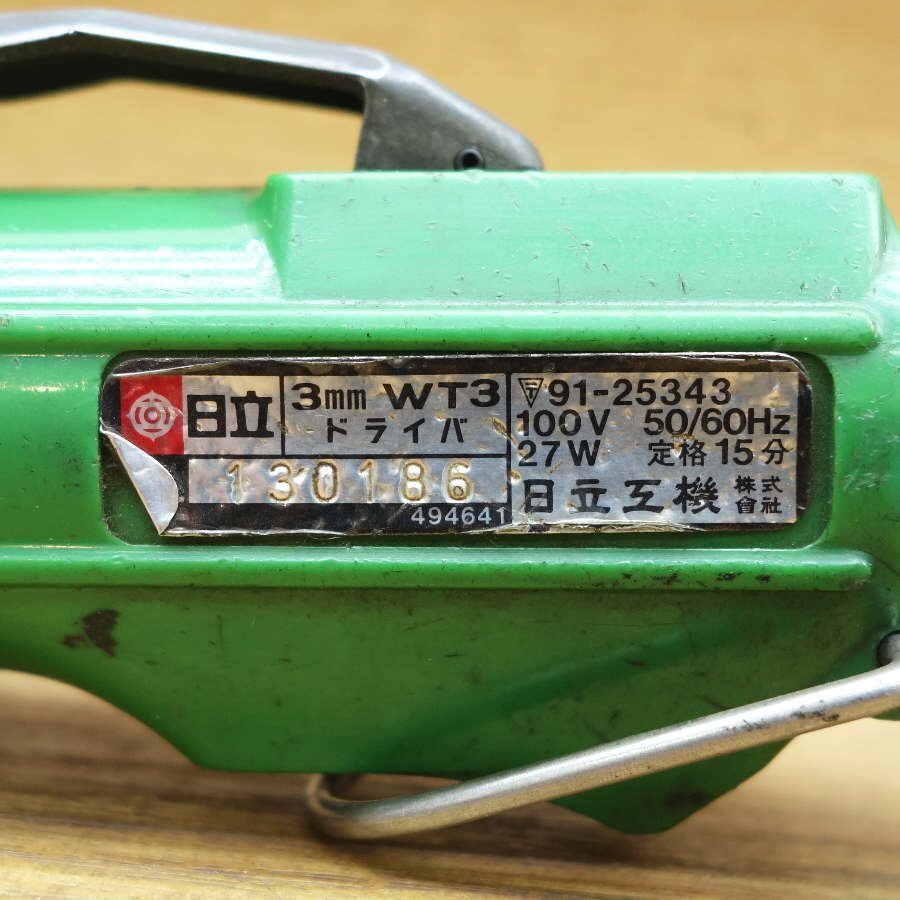 日立
3mm WT3
ドライバ
130186
494641
〒91-25343
100V 50/60Hz
27W 定格15分
日立工機株式會社